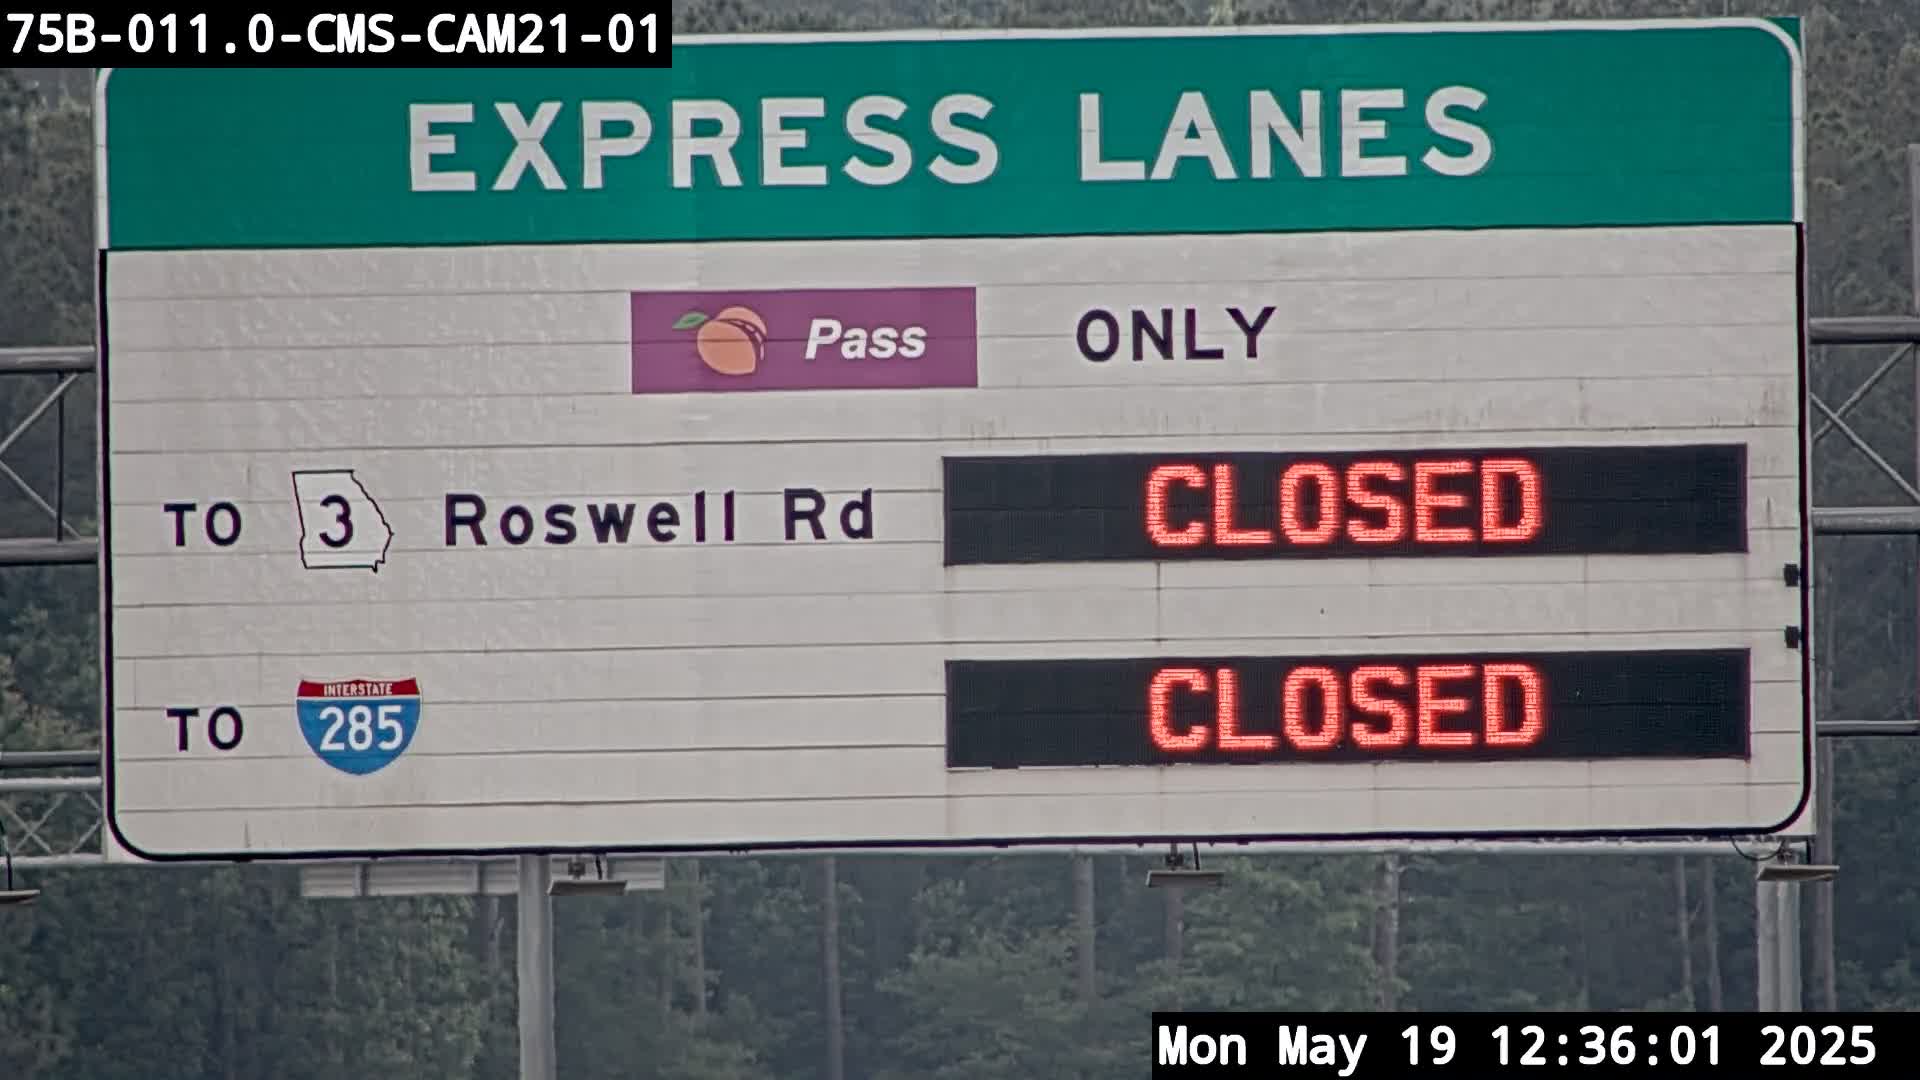 75B-011.0-CMS-CAM21-01
EXPRESS LANES
Pass ONLY
TO 3 Roswell Rd CLOSED
TO INTERSTATE 285 CLOSED
Mon May 19 12:36:01 2025